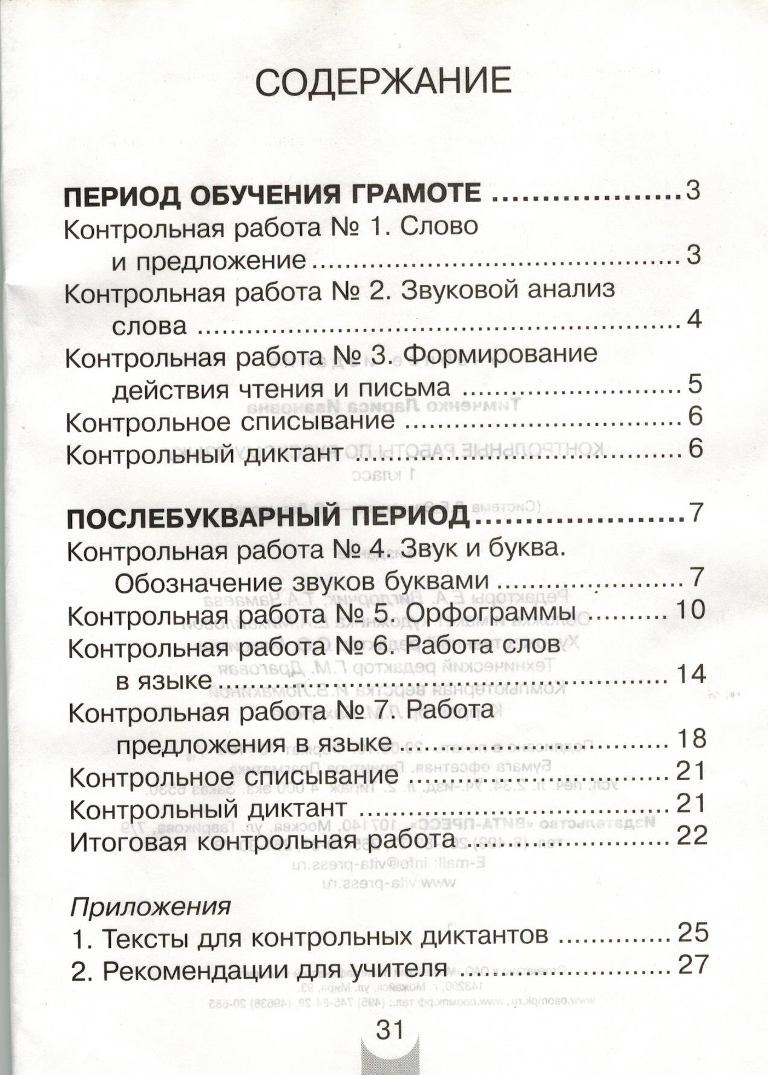 СОДЕРЖАНИЕ
ПЕРИОД ОБУЧЕНИЯ ГРАМОТЕ ................... 3
Контрольная работа № 1. Слово
и предложение ........................................ 3
Контрольная работа № 2. Звуковой анализ
слова ..................................................... 4
Контрольная работа № 3. Формирование
действия чтения и письма ........................ 5
Контрольное списывание .............................. 6
Контрольный диктант .................................... 6
ПОСЛЕБУКВАРНЫЙ ПЕРИОД ..................... 7
Контрольная работа № 4. Звук и буква.
Обозначение звуков буквами .................... 7
Контрольная работа № 5. Орфограммы .......... 10
Контрольная работа № 6. Работа слов
в языке .................................................. 14
Контрольная работа № 7. Работа
предложения в языке .............................. 18
Контрольное списывание .............................. 21
Контрольный диктант ................................... 21
Итоговая контрольная работа ...................... 22
Приложения
1. Тексты для контрольных диктантов ............ 25
2. Рекомендации для учителя ....................... 27
31